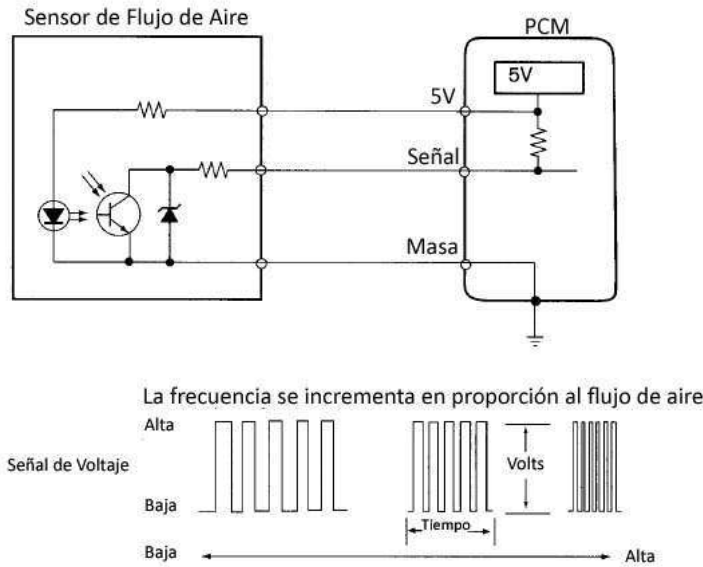 Sensor de Flujo de Aire
PCM
5V
5V
Señal
Masa
La frecuencia se incrementa en proporción al flujo de aire
Alta
Señal de Voltaje
Volts
Baja
Tiempo
Baja
Alta